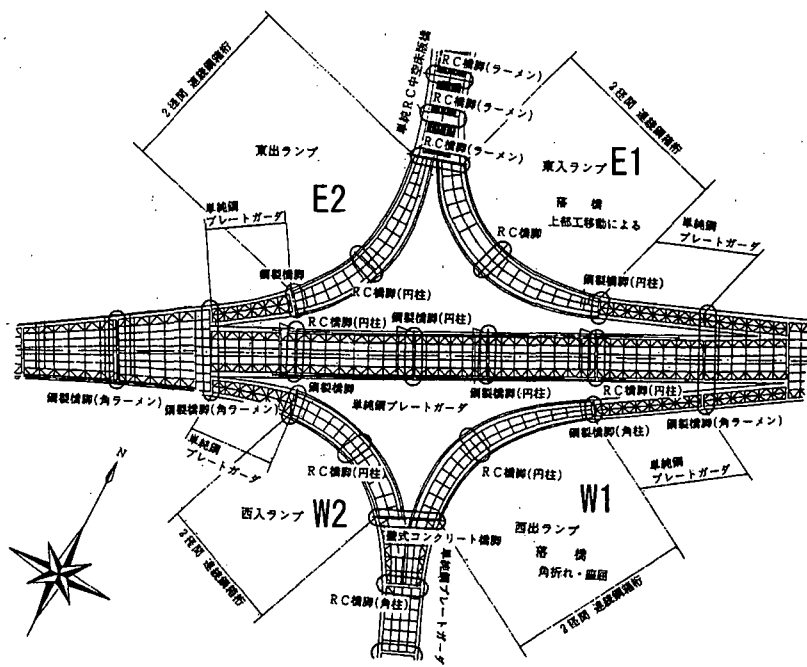 単純RC中空床版橋
RC橋脚(ラーメン)
RC橋脚(ラーメン)
RC橋脚(ラーメン)
2径間 連続鋼箱桁
東出ランプ
E2
単純鋼
プレートガーダ
2径間 連続鋼箱桁
東入ランプ
E1
落橋
上部工移動による
単純鋼
プレートガーダ
RC橋脚
鋼製橋脚(円柱)
RC橋脚(円柱)
鋼製橋脚(円柱)
RC橋脚(円柱)
鋼製橋脚(円柱)
鋼製橋脚(角ラーメン)
鋼製橋脚(角ラーメン)
鋼製橋脚
単純鋼プレートガーダ
鋼製橋脚(円柱)
RC橋脚(円柱)
鋼製橋脚(角柱)
鋼製橋脚(角ラーメン)
単純鋼
プレートガーダ
RC橋脚(円柱)
RC橋脚(円柱)
単純鋼
プレートガーダ
N
西入ランプ
W2
2径間 連続鋼箱桁
壁式コンクリート橋脚
RC橋脚(角柱)
単純鋼プレートガーダ
W1
西出ランプ
落橋
角折れ・座屈
2径間 連続鋼箱桁